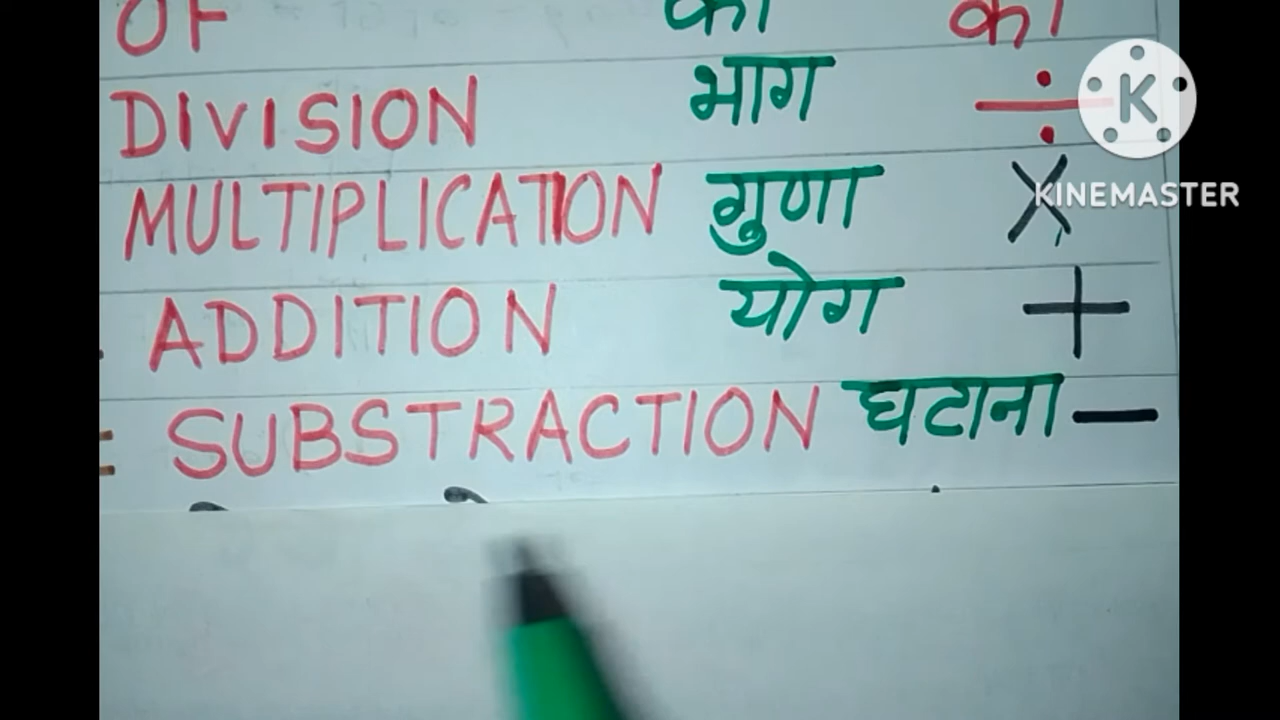 OF का का
DIVISION भाग ÷
MULTIPLICATION गुणा X
ADDITION योग +
SUBSTRACTION घटाना −
K
KINEMASTER